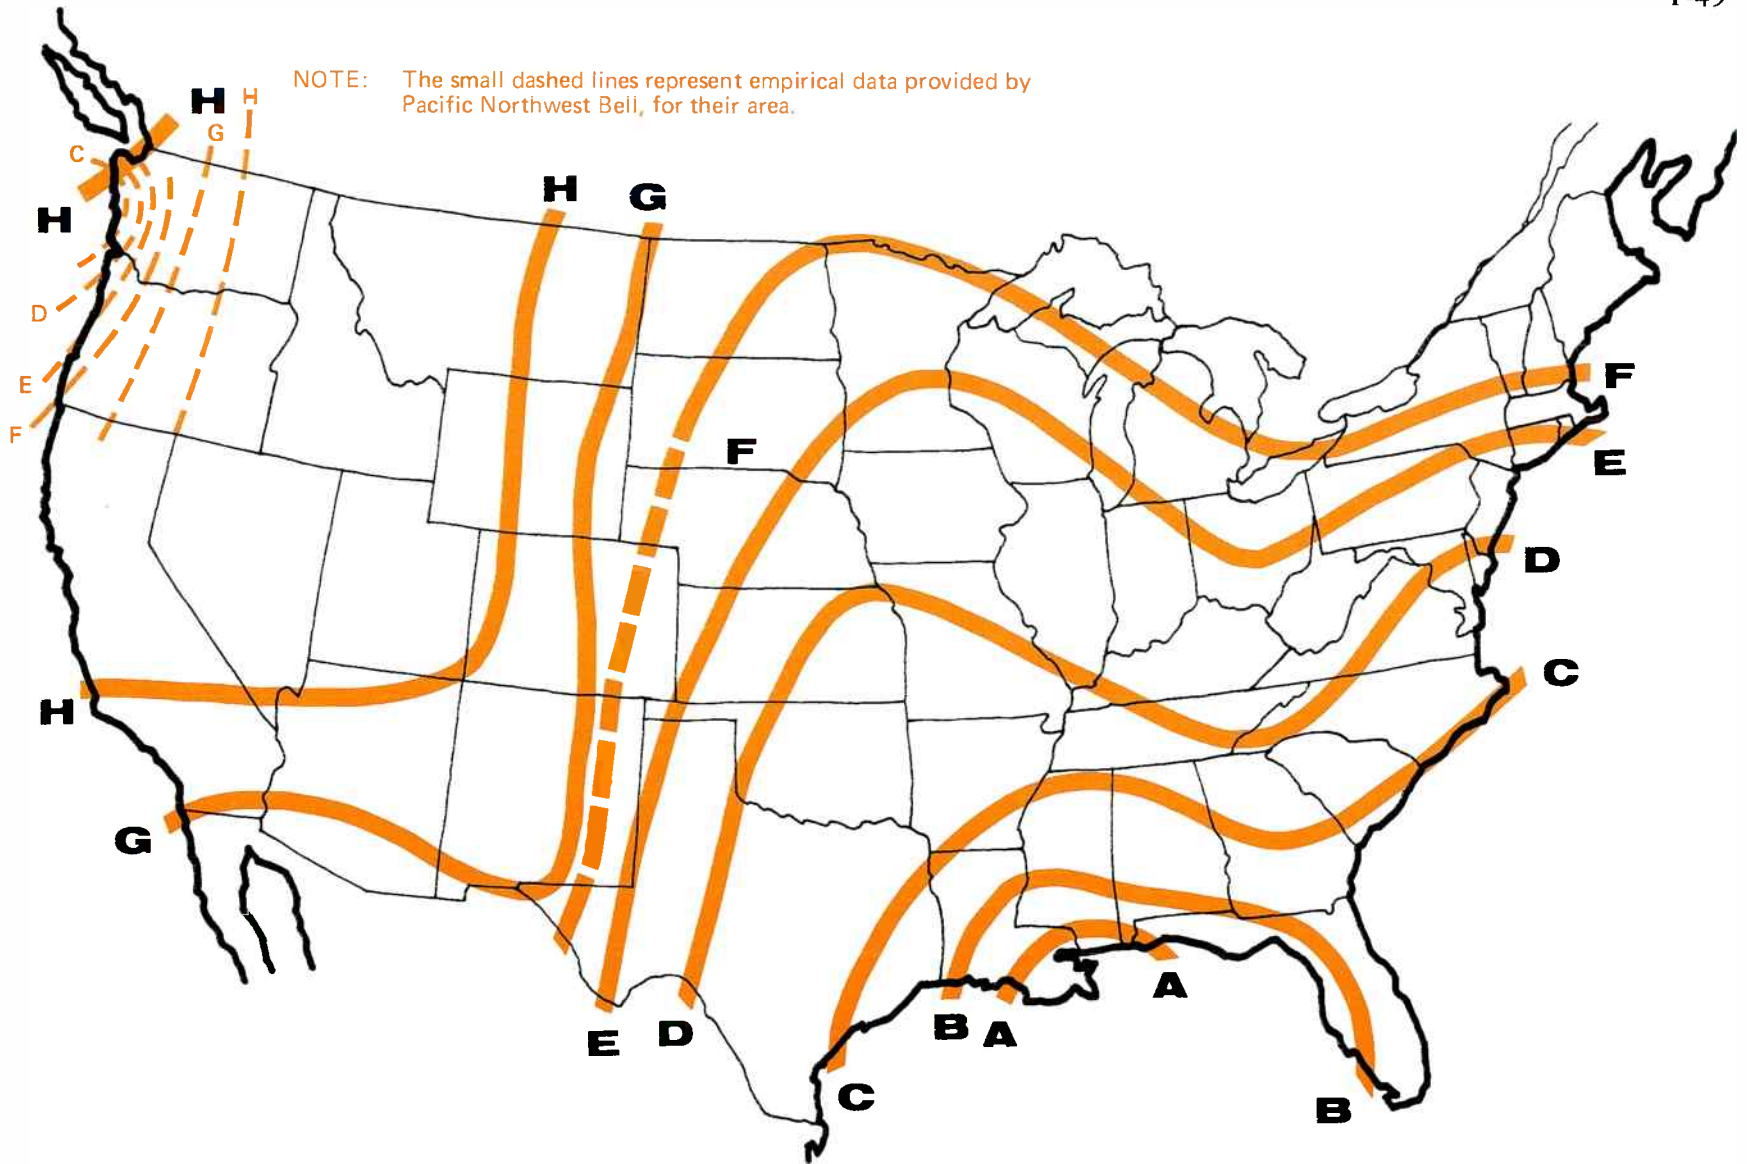 H
H
NOTE: The small dashed lines represent empirical data provided by
Pacific Northwest Bell, for their area.
G
C
H
G
H
D
E
F
F
F
E
D
C
H
G
A
B
A
E
D
C
B